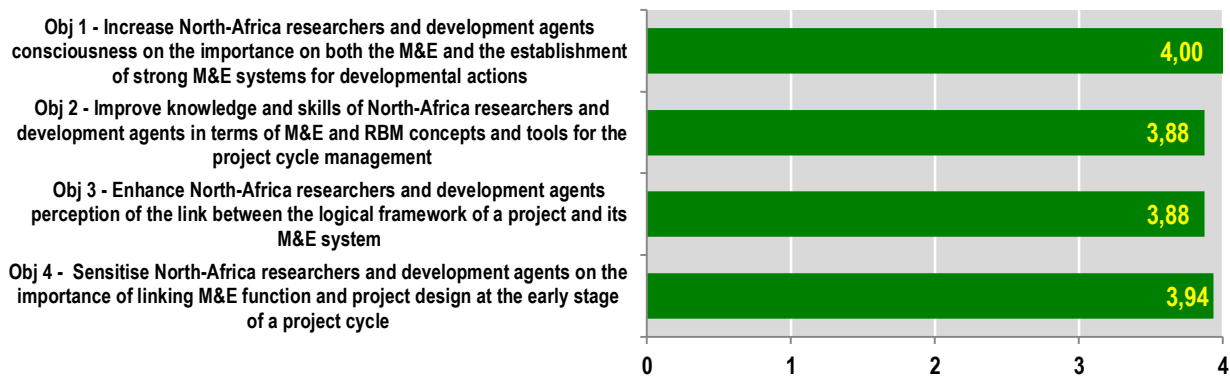 Obj 1 - Increase North-Africa researchers and development agents
consciousness on the importance on both the M&E and the establishment
of strong M&E systems for developmental actions
4,00
Obj 2 - Improve knowledge and skills of North-Africa researchers and
development agents in terms of M&E and RBM concepts and tools for the
project cycle management
3,88
Obj 3 - Enhance North-Africa researchers and development agents
perception of the link between the logical framework of a project and its
M&E system
3,88
Obj 4 - Sensitise North-Africa researchers and development agents on the
importance of linking M&E function and project design at the early stage
of a project cycle
3,94
0 1 2 3 4